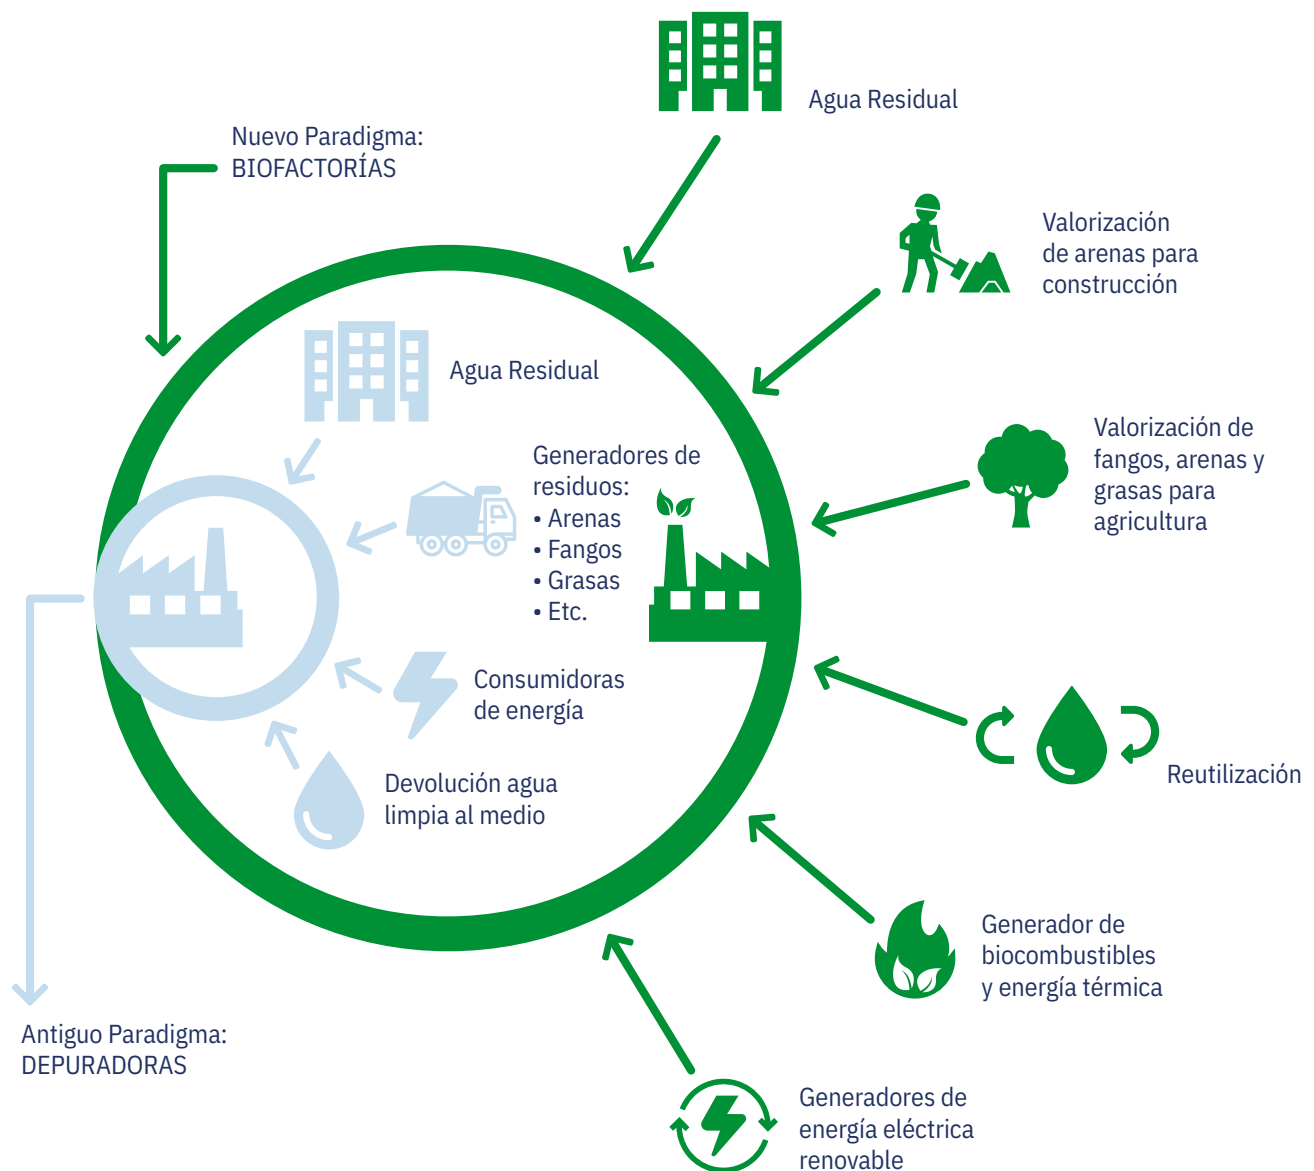 Agua Residual
Nuevo Paradigma:
BIOFACTORÍAS
Valorización
de arenas para
construcción
Agua Residual
Generadores de
residuos:
• Arenas
• Fangos
• Grasas
• Etc.
Valorización de
fangos, arenas y
grasas para
agricultura
Consumidoras
de energía
Devolución agua
limpia al medio
Reutilización
Generador de
biocombustibles
y energía térmica
Antiguo Paradigma:
DEPURADORAS
Generadores de
energía eléctrica
renovable